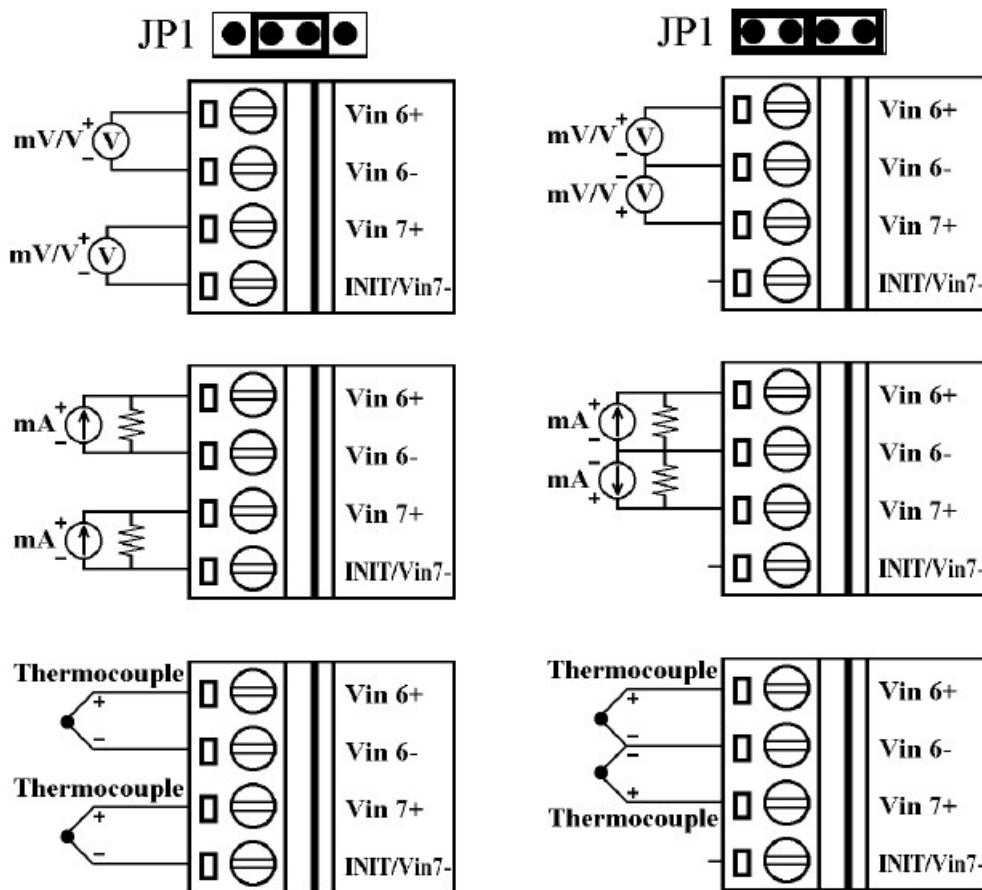 JP1
mV/V + − V
mV/V + − V
Vin 6+
Vin 6-
Vin 7+
INIT/Vin7-
JP1
mV/V + − V
mV/V − + V
Vin 6+
Vin 6-
Vin 7+
INIT/Vin7-
mA + −
mA + −
Vin 6+
Vin 6-
Vin 7+
INIT/Vin7-
mA + −
mA − +
Vin 6+
Vin 6-
Vin 7+
INIT/Vin7-
Thermocouple
+ −
Thermocouple
+ −
Vin 6+
Vin 6-
Vin 7+
INIT/Vin7-
Thermocouple
+ −
− +
Thermocouple
Vin 6+
Vin 6-
Vin 7+
INIT/Vin7-